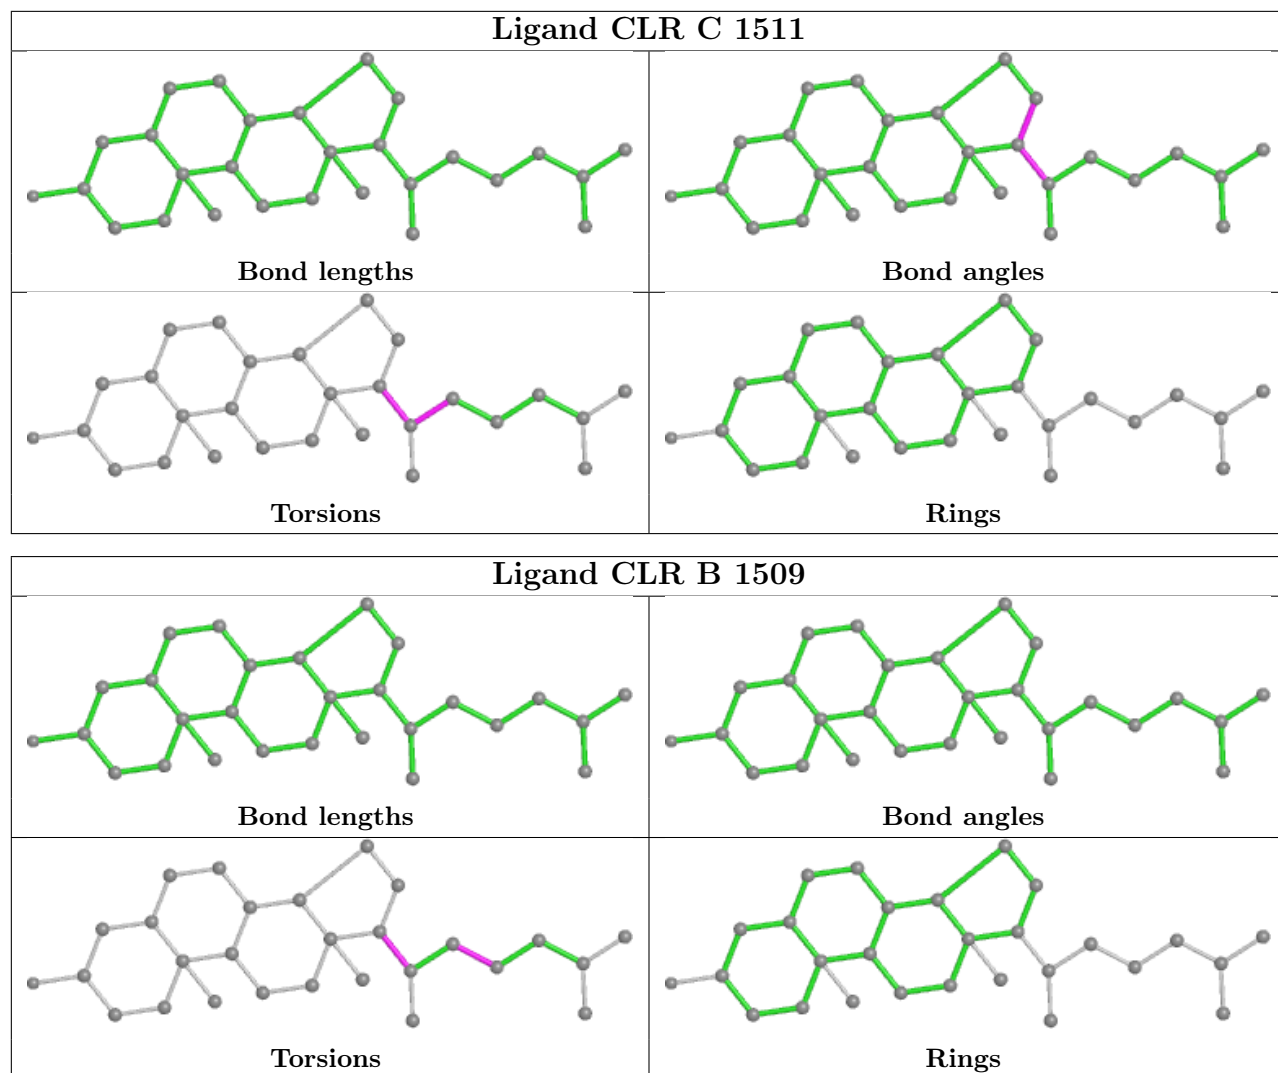 Ligand CLR C 1511
Bond lengths
Bond angles
Torsions
Rings
Ligand CLR B 1509
Bond lengths
Bond angles
Torsions
Rings